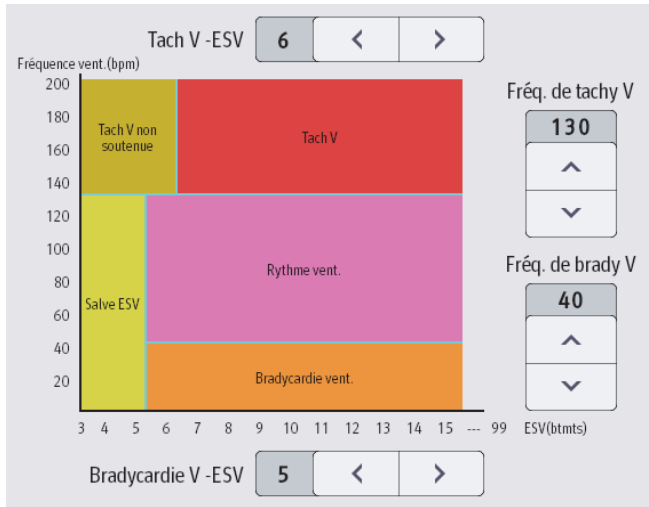 Tach V -ESV 6 < >
Fréquence vent.(bpm)
200
180
160
140
120
100
80
60
40
20
Tach V non
soutenue
Tach V
Salve ESV
Rythme vent.
Bradycardie vent.
3 4 5 6 7 8 9 10 11 12 13 14 15 --- 99 ESV(btmts)
Fréq. de tachy V
130
Fréq. de brady V
40
Bradycardie V -ESV 5 < >